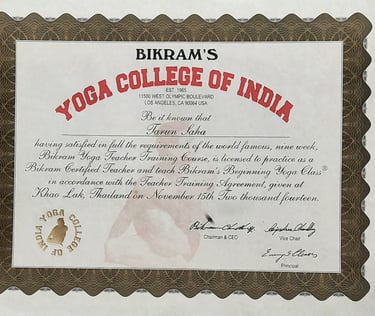 BIKRAM'S
YOGA COLLEGE OF INDIA
EST. 1965
11500 WEST OLYMPIC BOULEVARD
LOS ANGELES, CA 90064 USA
Be it known that
Tarun Saha
having satisfied in full the requirements of the world famous, nine week,
Bikram Yoga Teacher Training Course, is licensed to practice as a
Bikram Certified Teacher and teach Bikram's Beginning Yoga Class®
in accordance with the Teacher Training Agreement, given at
Khao Lak, Thailand on November 15th Two thousand fourteen.
YOGA COLLEGE OF INDIA
Chairman & CEO
Vice Chair
Principal